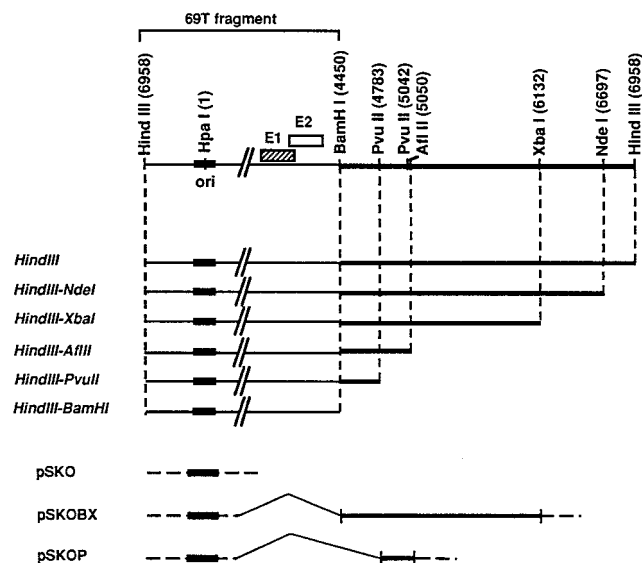 69T fragment
Hind III (6958)
Hpa I (1)
BamH I (4450)
Pvu II (4783)
Pvu II (5042)
Afl II (5050)
Xba I (6132)
Nde I (6697)
Hind III (6958)
E1
E2
ori
HindIII
HindIII-NdeI
HindIII-XbaI
HindIII-AflII
HindIII-PvuII
HindIII-BamHI
pSKO
pSKOBX
pSKOP